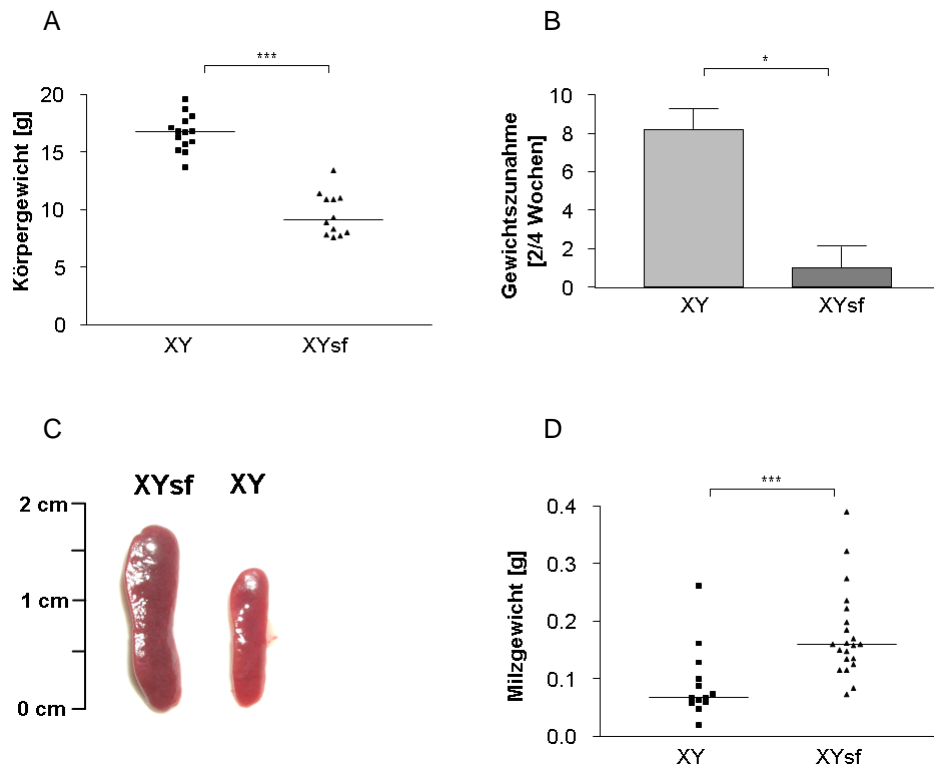 A
***
Körpergewicht [g]
20
15
10
5
0
XY
XYsf
B
*
Gewichtszunahme
[2/4 Wochen]
10
8
6
4
2
0
XY
XYsf
C
XYsf
XY
2 cm
1 cm
0 cm
D
***
Milzgewicht [g]
0.4
0.3
0.2
0.1
0.0
XY
XYsf